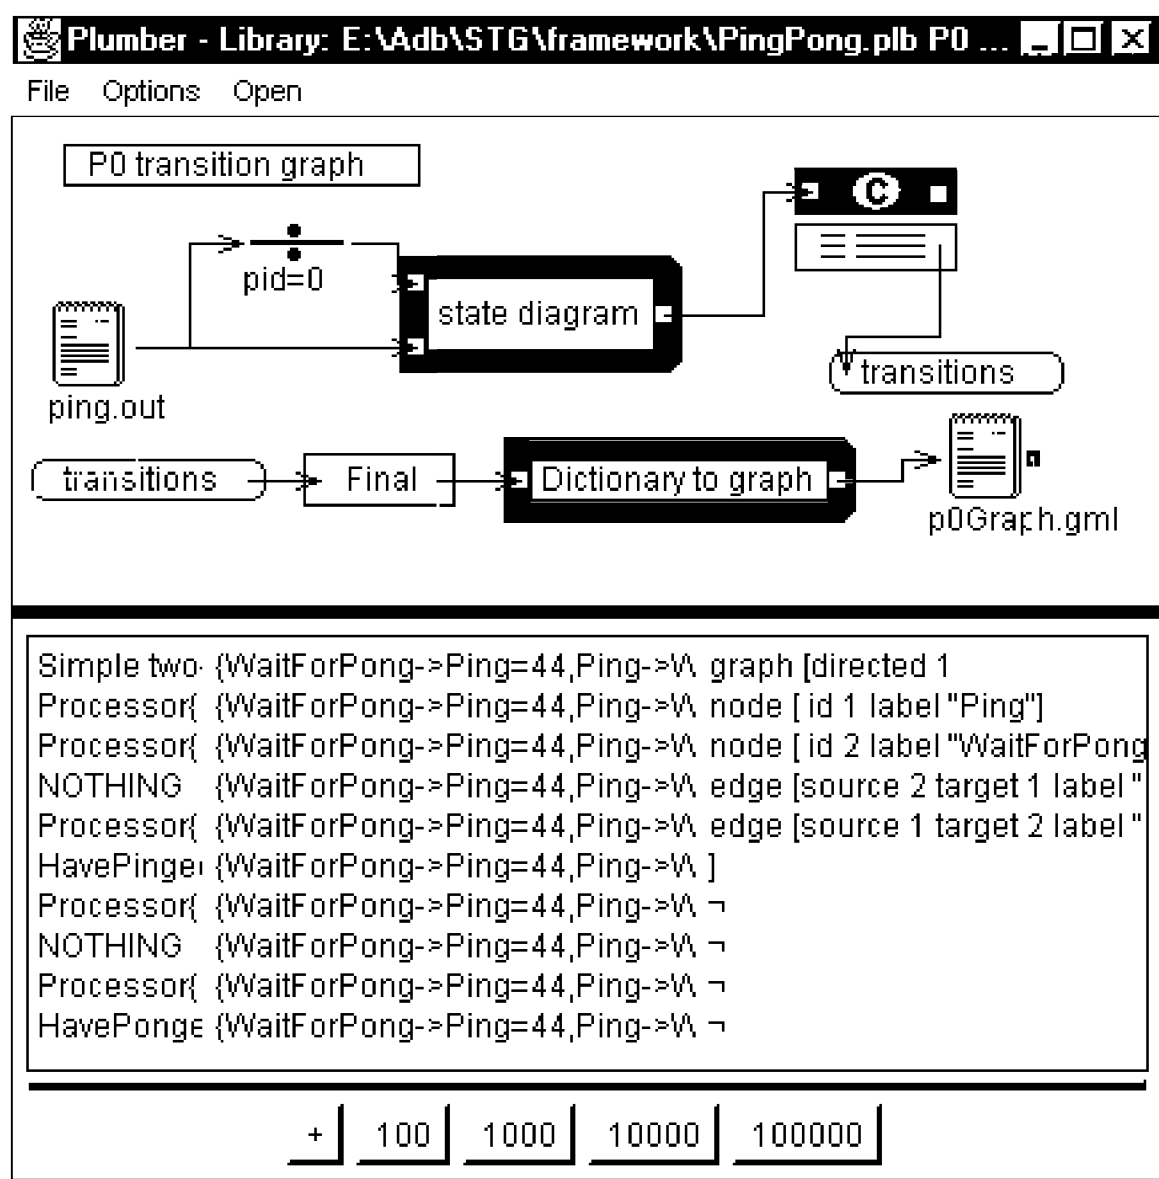 Plumber - Library: E:\Adb\STG\framework\PingPong.plb P0 ...
File Options Open
P0 transition graph
C
pid=0
state diagram
transitions
ping.out
transitions
Final
Dictionary to graph
p0Graph.gml
Simple two- {WaitForPong->Ping=44,Ping->W graph [directed 1
Processor{ {WaitForPong->Ping=44,Ping->W node [ id 1 label "Ping"]
Processor{ {WaitForPong->Ping=44,Ping->W node [ id 2 label "WaitForPong
NOTHING {WaitForPong->Ping=44,Ping->W edge [source 2 target 1 label "
Processor{ {WaitForPong->Ping=44,Ping->W edge [source 1 target 2 label "
HavePinge {WaitForPong->Ping=44,Ping->W ]
Processor{ {WaitForPong->Ping=44,Ping->W ¬
NOTHING {WaitForPong->Ping=44,Ping->W ¬
Processor{ {WaitForPong->Ping=44,Ping->W ¬
HavePonge {WaitForPong->Ping=44,Ping->W ¬
+ 100 1000 10000 100000